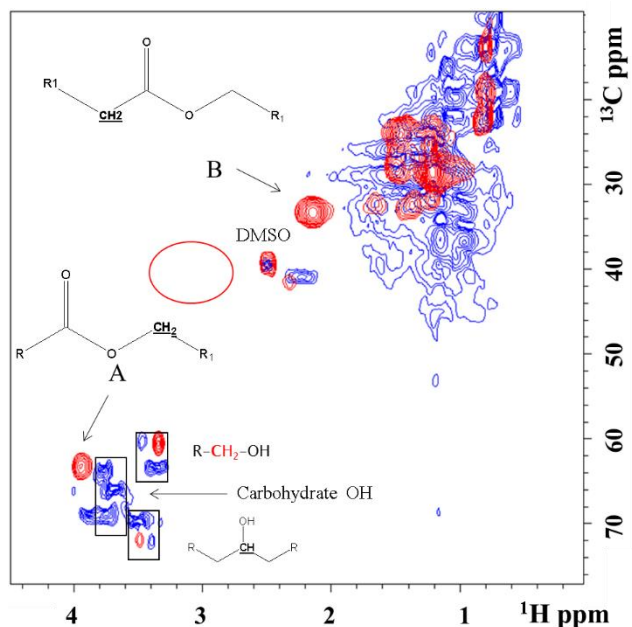 O
R1
CH2
O
R₁
B
DMSO
O
R
O
CH₂
R₁
A
R-CH₂-OH
Carbohydrate OH
OH
R
CH
R
30
40
50
60
70
¹³C ppm
4
3
2
1
¹H ppm